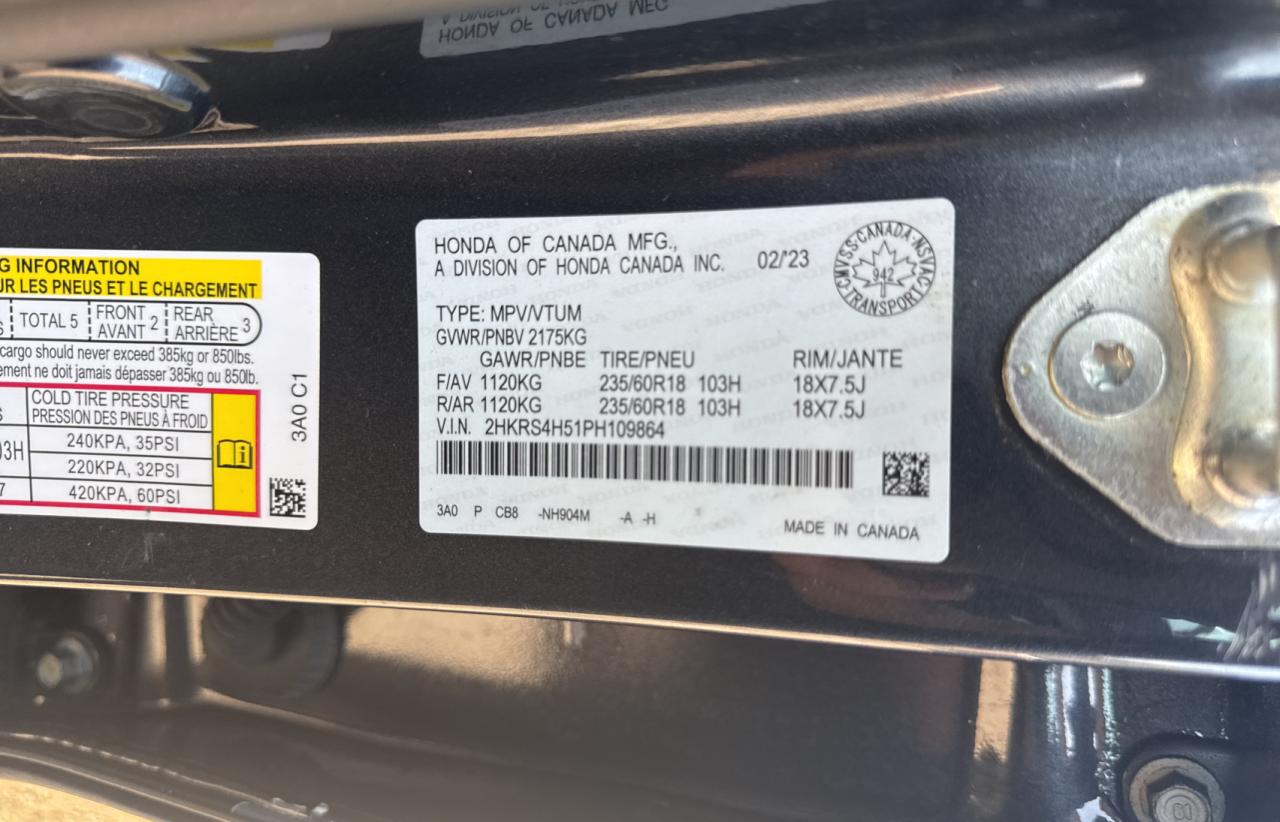 G INFORMATION
UR LES PNEUS ET LE CHARGEMENT
TOTAL 5
FRONT
AVANT 2
REAR
ARRIÈRE 3
cargo should never exceed 385kg or 850lbs.
ement ne doit jamais dépasser 385kg ou 850lb.
COLD TIRE PRESSURE
PRESSION DES PNEUS À FROID
03H
240KPA, 35PSI
220KPA, 32PSI
7
420KPA, 60PSI
3A0 C1
HONDA OF CANADA MFG.,
A DIVISION OF HONDA CANADA INC.
02/23
CMVSS·CANADA·NSVAC·TRANSPORT
942
TYPE: MPV/VTUM
GVWR/PNBV 2175KG
GAWR/PNBE TIRE/PNEU RIM/JANTE
F/AV 1120KG 235/60R18 103H 18X7.5J
R/AR 1120KG 235/60R18 103H 18X7.5J
V.I.N. 2HKRS4H51PH109864
3A0 P CB8 -NH904M -A -H
MADE IN CANADA
HONDA OF CANADA MFG